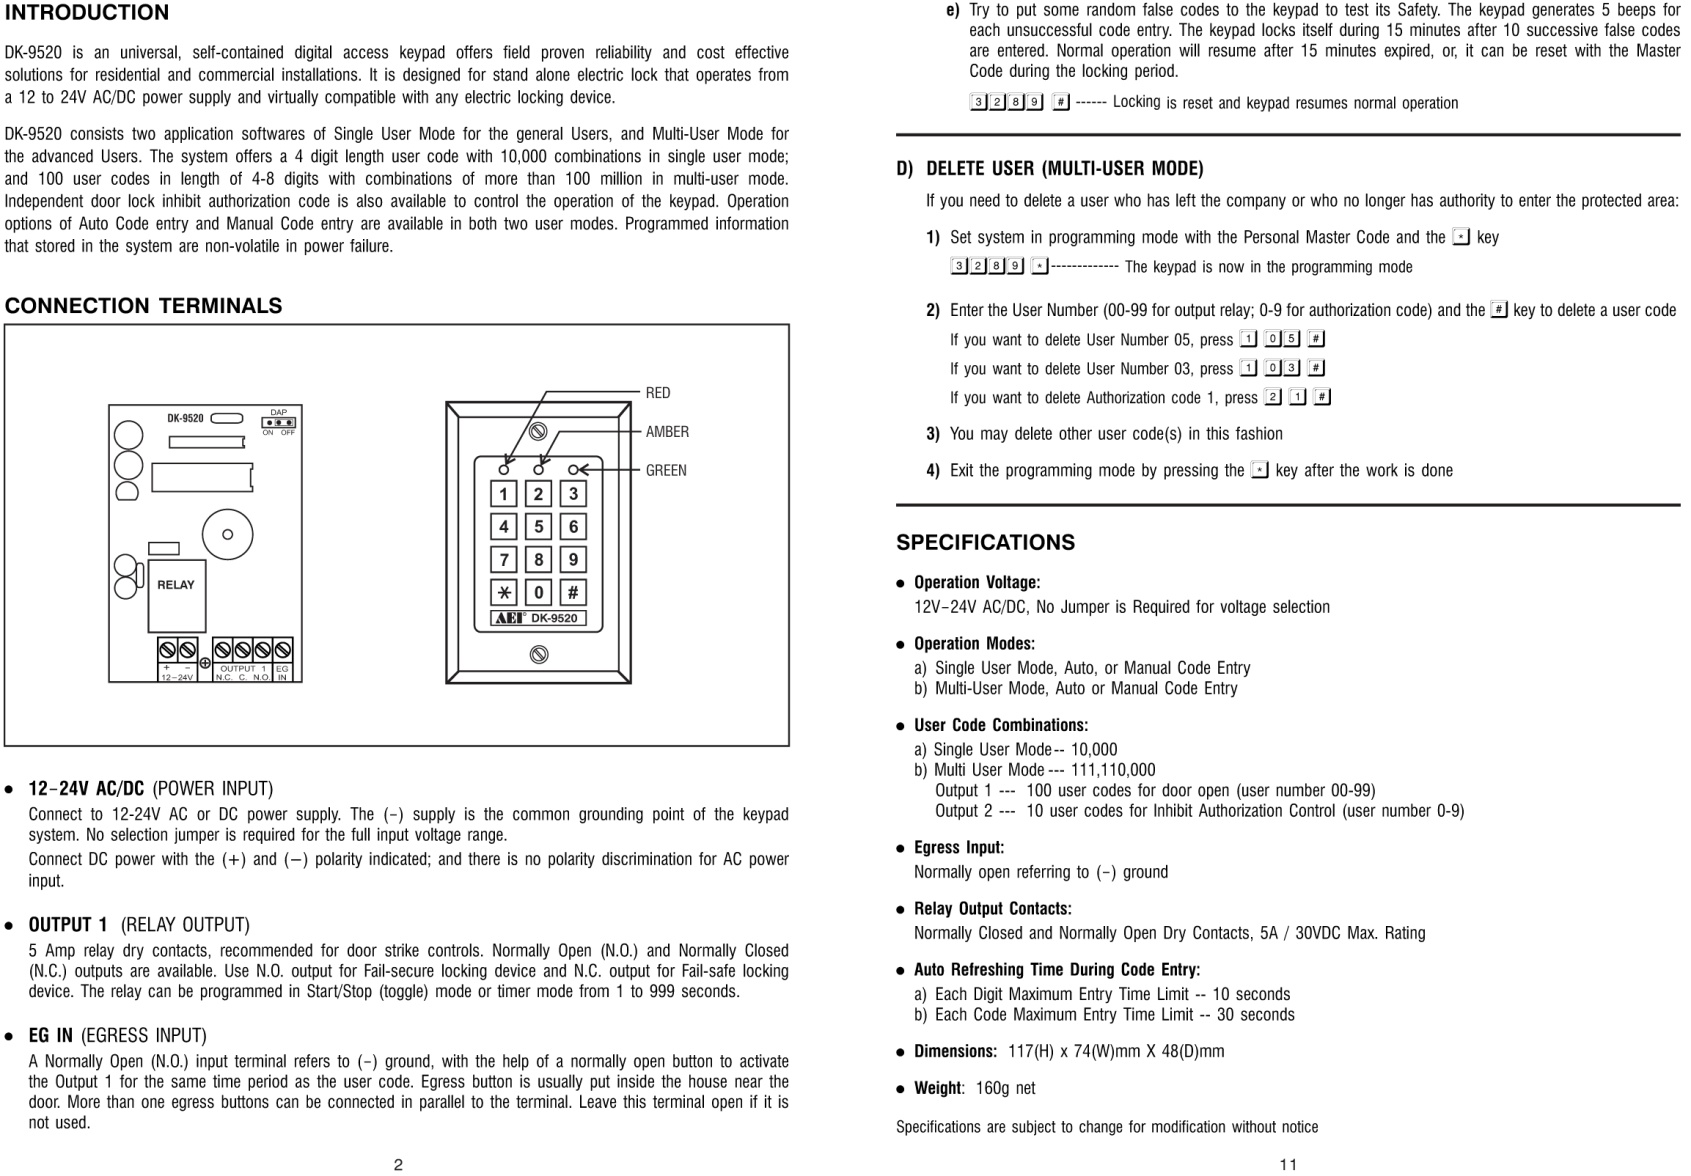 INTRODUCTION
DK-9520 is an universal, self-contained digital access keypad offers field proven reliability and cost effective
solutions for residential and commercial installations. It is designed for stand alone electric lock that operates from
a 12 to 24V AC/DC power supply and virtually compatible with any electric locking device.
DK-9520 consists two application softwares of Single User Mode for the general Users, and Multi-User Mode for
the advanced Users. The system offers a 4 digit length user code with 10,000 combinations in single user mode;
and 100 user codes in length of 4-8 digits with combinations of more than 100 million in multi-user mode.
Independent door lock inhibit authorization code is also available to control the operation of the keypad. Operation
options of Auto Code entry and Manual Code entry are available in both two user modes. Programmed information
that stored in the system are non-volatile in power failure.
CONNECTION TERMINALS
DK-9520
DAP
ON OFF
RELAY
+ –
12–24V
OUTPUT 1
N.C. C. N.O.
EG
IN
RED
AMBER
GREEN
1 2 3
4 5 6
7 8 9
* 0 #
AEI® DK-9520
● 12–24V AC/DC (POWER INPUT)
Connect to 12-24V AC or DC power supply. The (–) supply is the common grounding point of the keypad
system. No selection jumper is required for the full input voltage range.
Connect DC power with the (+) and (–) polarity indicated; and there is no polarity discrimination for AC power
input.
● OUTPUT 1 (RELAY OUTPUT)
5 Amp relay dry contacts, recommended for door strike controls. Normally Open (N.O.) and Normally Closed
(N.C.) outputs are available. Use N.O. output for Fail-secure locking device and N.C. output for Fail-safe locking
device. The relay can be programmed in Start/Stop (toggle) mode or timer mode from 1 to 999 seconds.
● EG IN (EGRESS INPUT)
A Normally Open (N.O.) input terminal refers to (–) ground, with the help of a normally open button to activate
the Output 1 for the same time period as the user code. Egress button is usually put inside the house near the
door. More than one egress buttons can be connected in parallel to the terminal. Leave this terminal open if it is
not used.
2
e) Try to put some random false codes to the keypad to test its Safety. The keypad generates 5 beeps for
each unsuccessful code entry. The keypad locks itself during 15 minutes after 10 successive false codes
are entered. Normal operation will resume after 15 minutes expired, or, it can be reset with the Master
Code during the locking period.
3 2 8 9 # ------ Locking is reset and keypad resumes normal operation
D) DELETE USER (MULTI-USER MODE)
If you need to delete a user who has left the company or who no longer has authority to enter the protected area:
1) Set system in programming mode with the Personal Master Code and the * key
3 2 8 9 * ------------- The keypad is now in the programming mode
2) Enter the User Number (00-99 for output relay; 0-9 for authorization code) and the # key to delete a user code
If you want to delete User Number 05, press 1 0 5 #
If you want to delete User Number 03, press 1 0 3 #
If you want to delete Authorization code 1, press 2 1 #
3) You may delete other user code(s) in this fashion
4) Exit the programming mode by pressing the * key after the work is done
SPECIFICATIONS
● Operation Voltage:
12V–24V AC/DC, No Jumper is Required for voltage selection
● Operation Modes:
a) Single User Mode, Auto, or Manual Code Entry
b) Multi-User Mode, Auto or Manual Code Entry
● User Code Combinations:
a) Single User Mode -- 10,000
b) Multi User Mode --- 111,110,000
Output 1 --- 100 user codes for door open (user number 00-99)
Output 2 --- 10 user codes for Inhibit Authorization Control (user number 0-9)
● Egress Input:
Normally open referring to (–) ground
● Relay Output Contacts:
Normally Closed and Normally Open Dry Contacts, 5A / 30VDC Max. Rating
● Auto Refreshing Time During Code Entry:
a) Each Digit Maximum Entry Time Limit -- 10 seconds
b) Each Code Maximum Entry Time Limit -- 30 seconds
● Dimensions: 117(H) x 74(W)mm X 48(D)mm
● Weight: 160g net
Specifications are subject to change for modification without notice
11